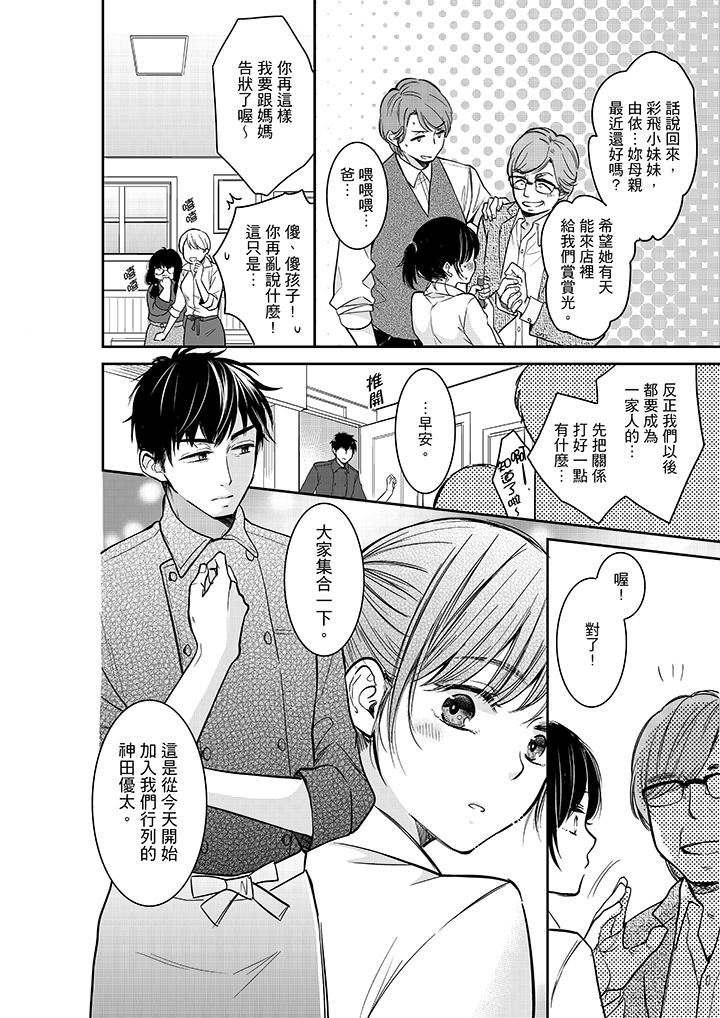 話說回來，
彩飛小妹妹，
由依…妳母親
最近還好嗎？
希望她有天
能來店裡
給我們賞賞光。
喂喂喂…
爸…
你再這樣
我要跟媽媽
告狀了喔～
傻、傻孩子！
你再亂說什麼！
這只是…
嘻嘻
嘻嘻
反正我們以後
都要成為
一家人的…
先把關係
打好一點
有什麼…
推開
…早安。
喔！
對了！
大家集合一下。
這是從今天開始
加入我們行列的
神田優太。